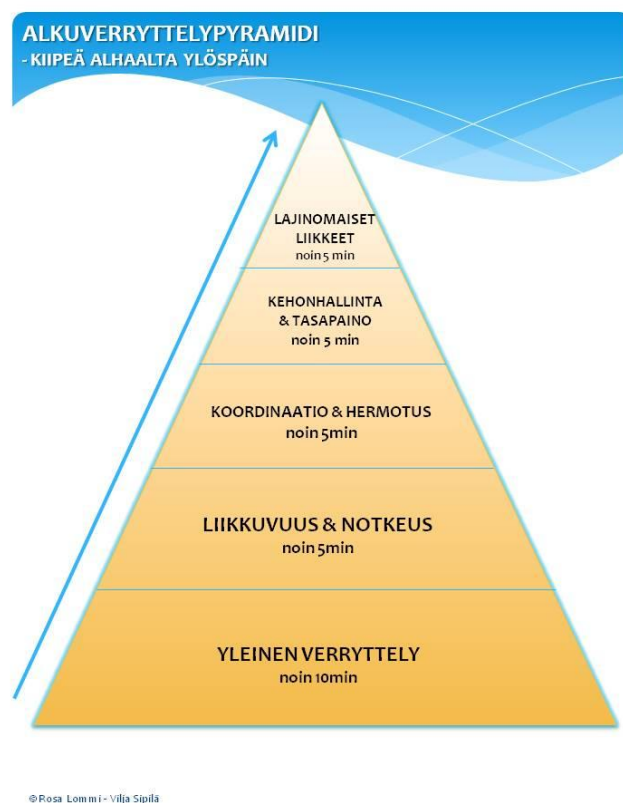 ALKUVERRYTTELYPYRAMIDI
- KIIPEÄ ALHAALTA YLÖSPÄIN
LAJINOMAISET
LIIKKEET
noin 5 min
KEHONHALLINTA
& TASAPAINO
noin 5 min
KOORDINAATIO & HERMOTUS
noin 5min
LIIKKUVUUS & NOTKEUS
noin 5min
YLEINEN VERRYTTELY
noin 10min
©Rosa Lommi - Vilja Sipilä